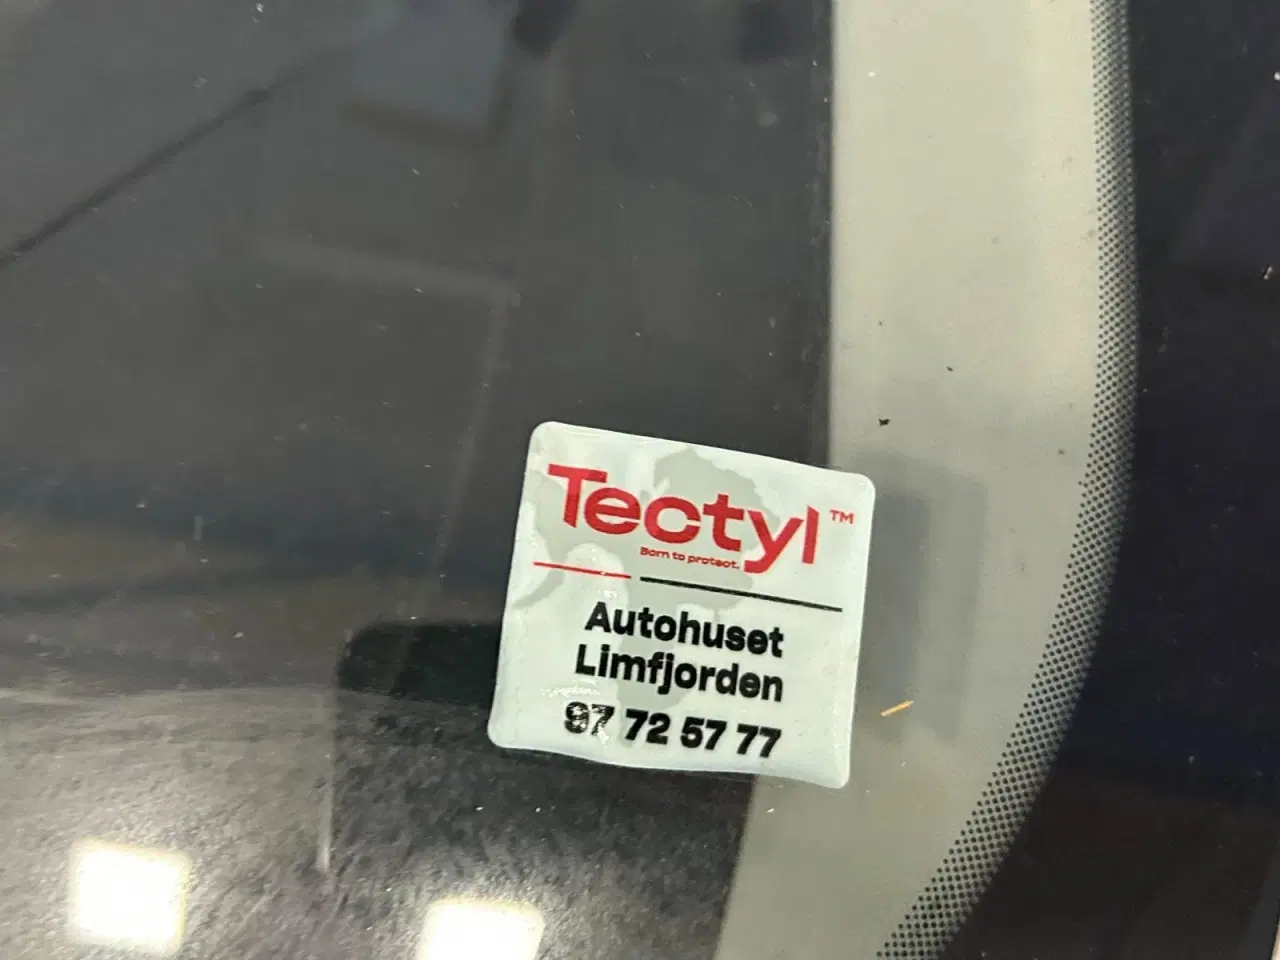 Tectyl™
Born to protect.
Autohuset
Limfjorden
97 72 57 77